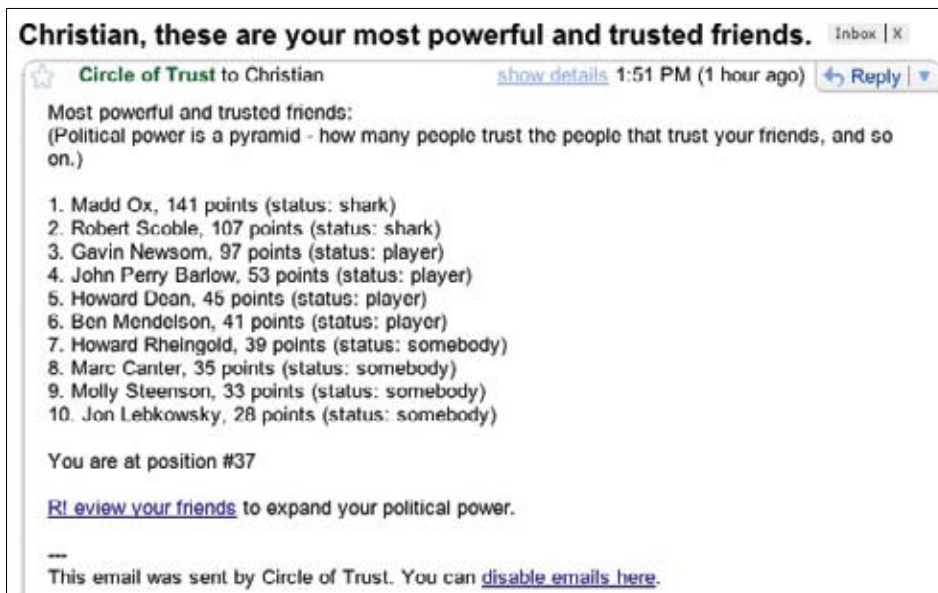 Christian, these are your most powerful and trusted friends. Inbox | X
Circle of Trust to Christian show details 1:51 PM (1 hour ago) Reply
Most powerful and trusted friends:
(Political power is a pyramid - how many people trust the people that trust your friends, and so
on.)
1. Madd Ox, 141 points (status: shark)
2. Robert Scoble, 107 points (status: shark)
3. Gavin Newsom, 97 points (status: player)
4. John Perry Barlow, 53 points (status: player)
5. Howard Dean, 45 points (status: player)
6. Ben Mendelson, 41 points (status: player)
7. Howard Rheingold, 39 points (status: somebody)
8. Marc Canter, 35 points (status: somebody)
9. Molly Steenson, 33 points (status: somebody)
10. Jon Lebkowsky, 28 points (status: somebody)
You are at position #37
R! eview your friends to expand your political power.
---
This email was sent by Circle of Trust. You can disable emails here.